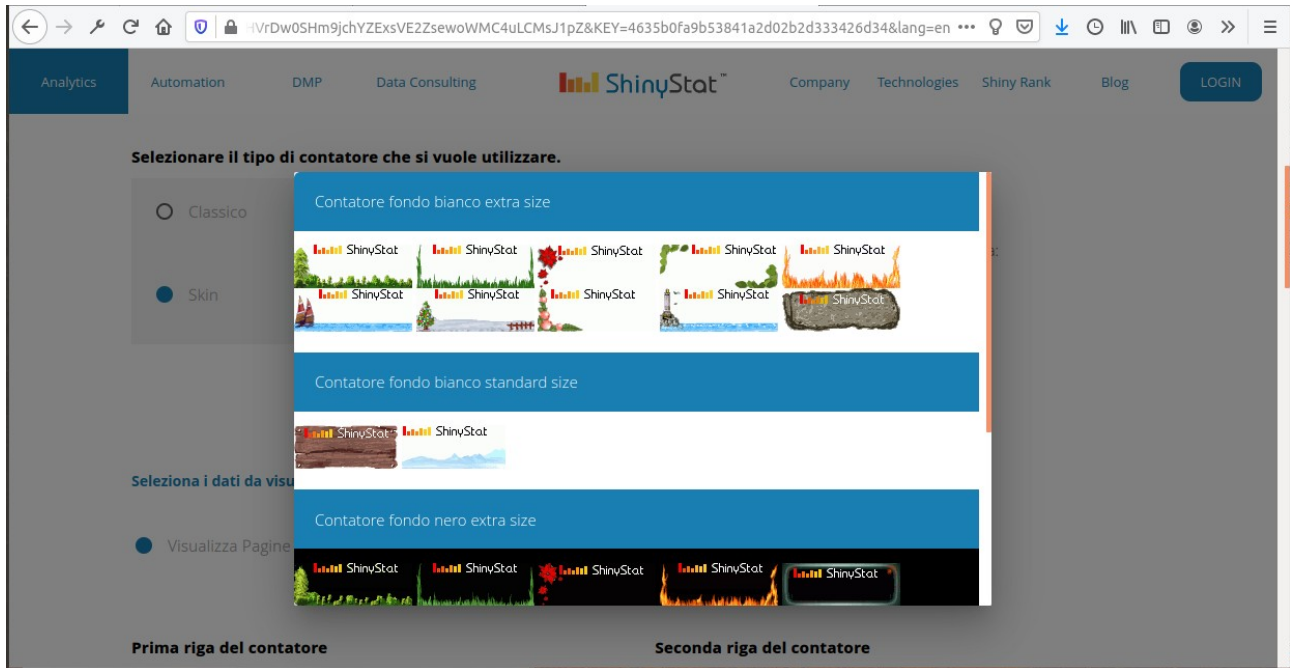 HVrDw0SHm9jchYZExsVE2ZsewoWMC4uLCMsJ1pZ&KEY=4635b0fa9b53841a2d02b2d333426d34&lang=en
Analytics Automation DMP Data Consulting ShinyStat™ Company Technologies Shiny Rank Blog LOGIN
Selezionare il tipo di contatore che si vuole utilizzare.
Classico
Skin
a:
Contatore fondo bianco extra size
ShinyStat ShinyStat ShinyStat ShinyStat ShinyStat
ShinyStat ShinyStat ShinyStat ShinyStat ShinyStat
Contatore fondo bianco standard size
ShinyStat ShinyStat
Seleziona i dati da visu
Contatore fondo nero extra size
Visualizza Pagine
ShinyStat ShinyStat ShinyStat ShinyStat ShinyStat
Prima riga del contatore Seconda riga del contatore